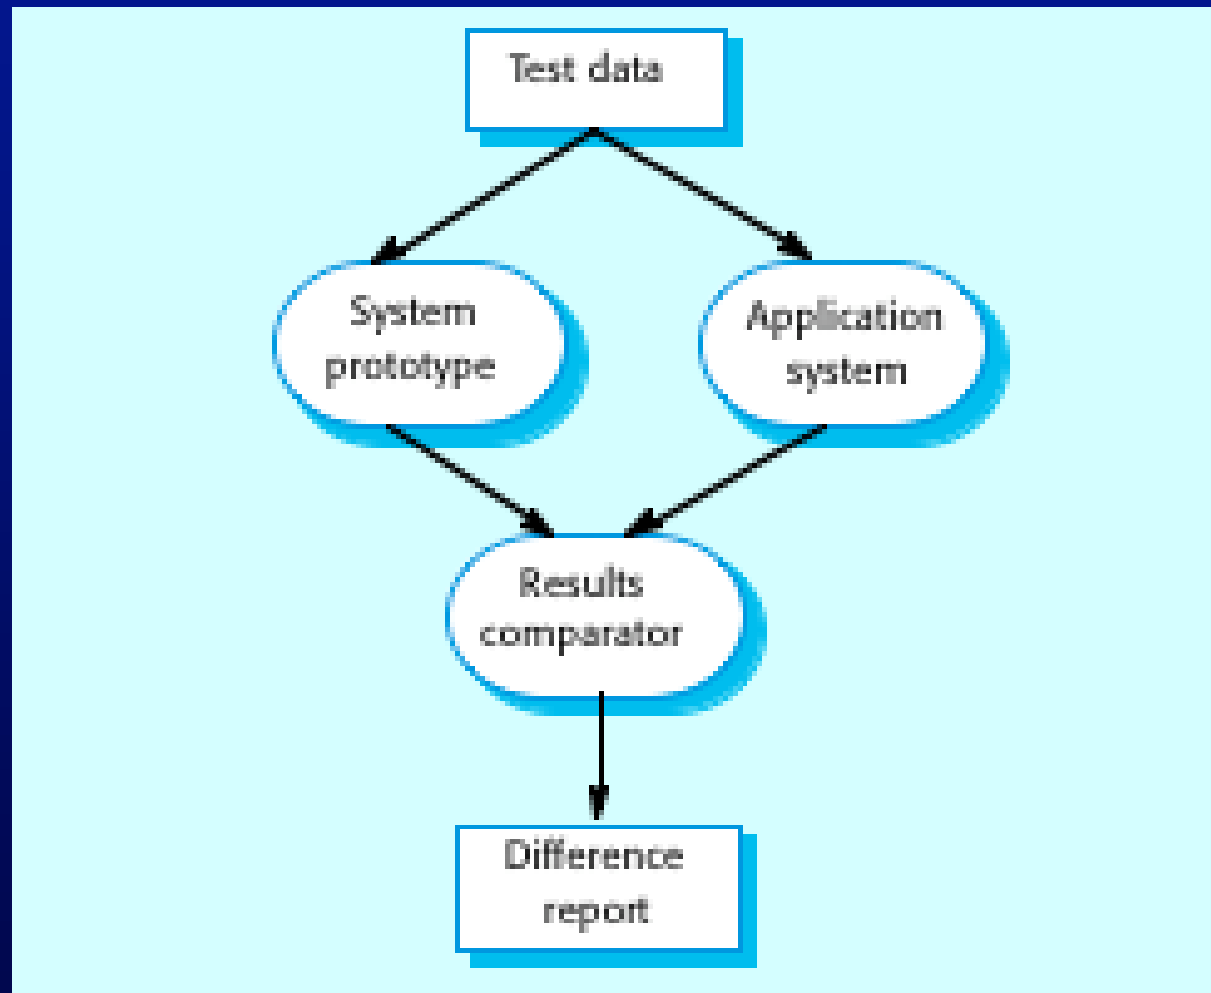 Test data
System
prototype
Application
system
Results
comparator
Difference
report